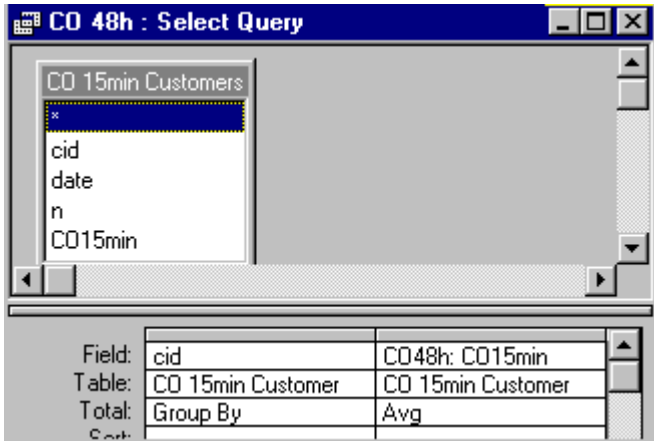 CO 48h : Select Query
CO 15min Customers
*
cid
date
n
CO15min
Field: cid CO48h: CO15min
Table: CO 15min Customer CO 15min Customer
Total: Group By Avg
Sort: